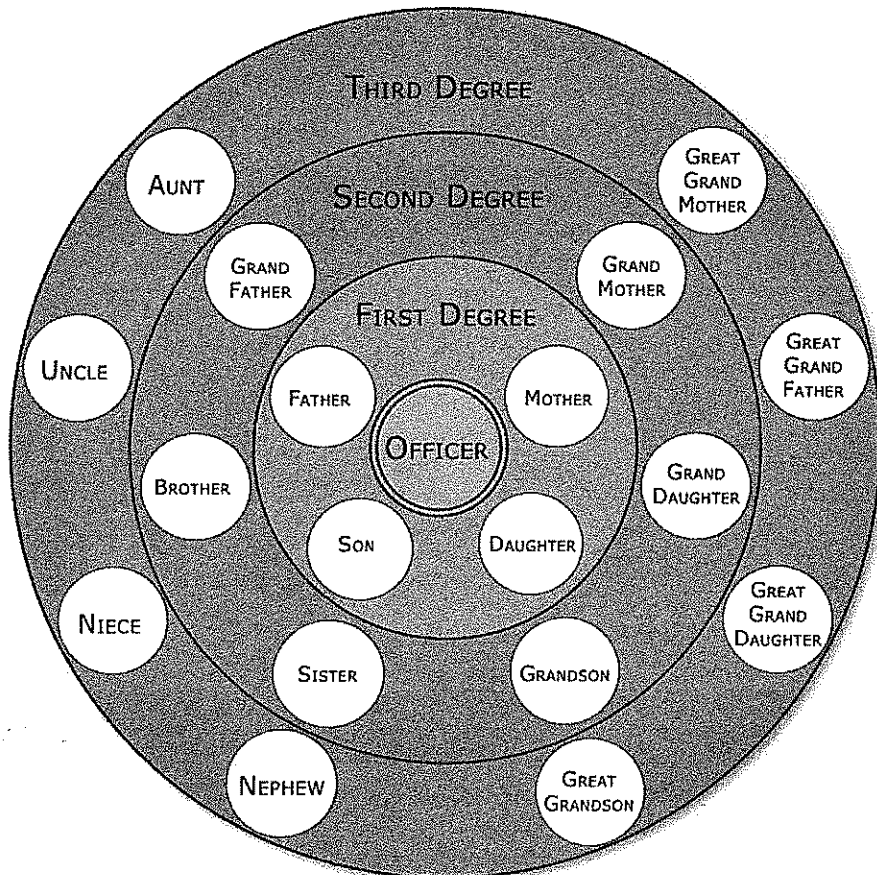 THIRD DEGREE
AUNT
GREAT
GRAND
MOTHER
SECOND DEGREE
GRAND
FATHER
GRAND
MOTHER
FIRST DEGREE
UNCLE
GREAT
GRAND
FATHER
FATHER
MOTHER
OFFICER
BROTHER
GRAND
DAUGHTER
SON
DAUGHTER
NIECE
GREAT
GRAND
DAUGHTER
SISTER
GRANDSON
NEPHEW
GREAT
GRANDSON